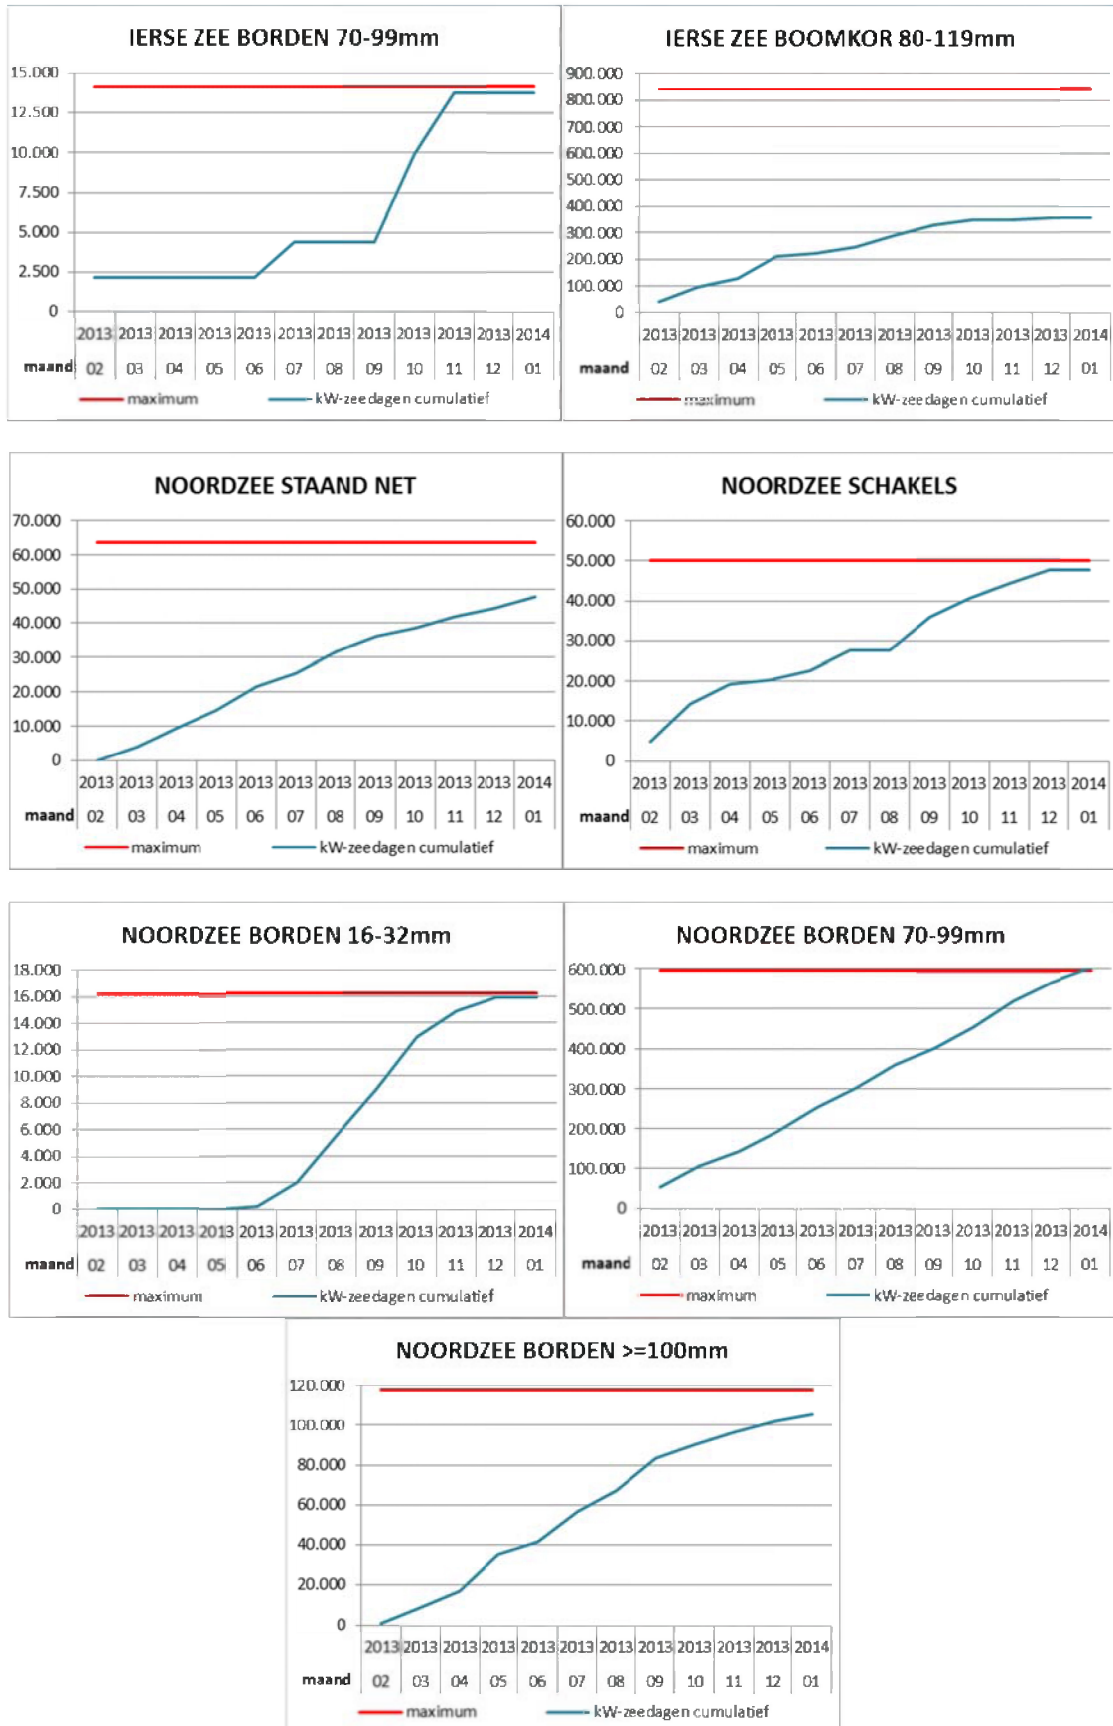 IERSE ZEE BORDEN 70-99mm
15.000
12.500
10.000
7.500
5.000
2.500
0
2013 2013 2013 2013 2013 2013 2013 2013 2013 2013 2013 2014
maand 02 03 04 05 06 07 08 09 10 11 12 01
maximum kW-zeedagen cumulatief
IERSE ZEE BOOMKOR 80-119mm
900.000
800.000
700.000
600.000
500.000
400.000
300.000
200.000
100.000
0
2013 2013 2013 2013 2013 2013 2013 2013 2013 2013 2013 2014
maand 02 03 04 05 06 07 08 09 10 11 12 01
maximum kW-zeedagen cumulatief
NOORDZEE STAAND NET
70.000
60.000
50.000
40.000
30.000
20.000
10.000
0
2013 2013 2013 2013 2013 2013 2013 2013 2013 2013 2013 2014
maand 02 03 04 05 06 07 08 09 10 11 12 01
maximum kW-zeedagen cumulatief
NOORDZEE SCHAKELS
60.000
50.000
40.000
30.000
20.000
10.000
0
2013 2013 2013 2013 2013 2013 2013 2013 2013 2013 2013 2014
maand 02 03 04 05 06 07 08 09 10 11 12 01
maximum kW-zeedagen cumulatief
NOORDZEE BORDEN 16-32mm
18.000
16.000
14.000
12.000
10.000
8.000
6.000
4.000
2.000
0
2013 2013 2013 2013 2013 2013 2013 2013 2013 2013 2013 2014
maand 02 03 04 05 06 07 08 09 10 11 12 01
maximum kW-zeedagen cumulatief
NOORDZEE BORDEN 70-99mm
600.000
500.000
400.000
300.000
200.000
100.000
0
2013 2013 2013 2013 2013 2013 2013 2013 2013 2013 2013 2014
maand 02 03 04 05 06 07 08 09 10 11 12 01
maximum kW-zeedagen cumulatief
NOORDZEE BORDEN >=100mm
120.000
100.000
80.000
60.000
40.000
20.000
0
2013 2013 2013 2013 2013 2013 2013 2013 2013 2013 2013 2014
maand 02 03 04 05 06 07 08 09 10 11 12 01
maximum kW-zeedagen cumulatief